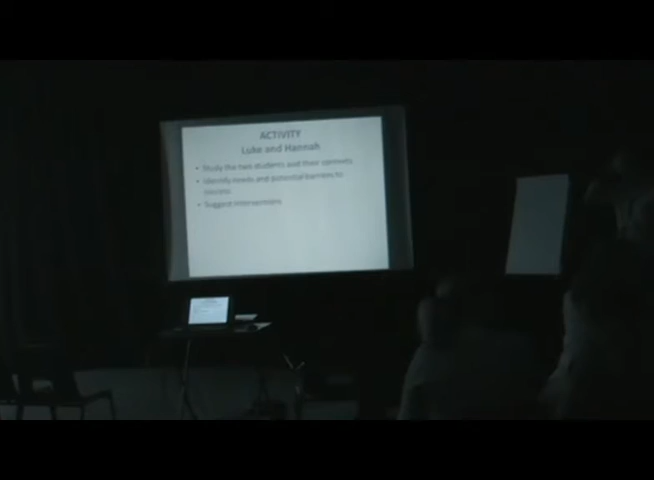 ACTIVITY
Luke and Hannah
• Study the two students and their contexts
• Identify needs and potential barriers to
success
• Suggest interventions